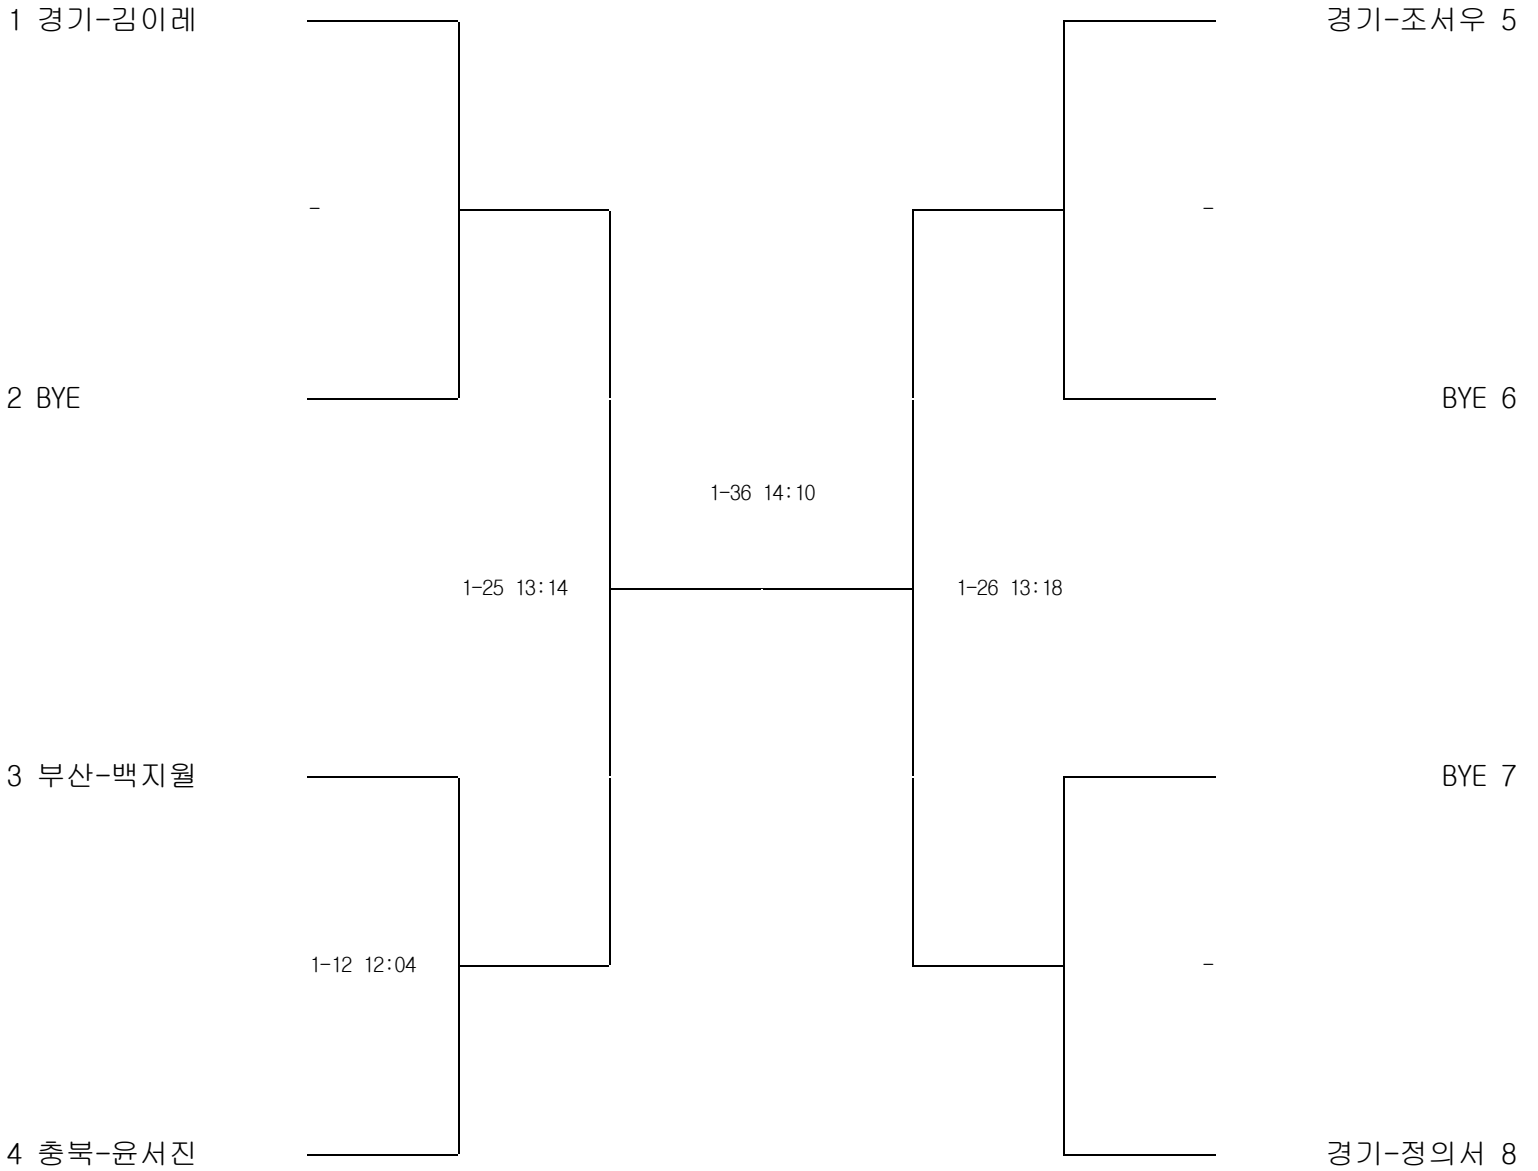 1 경기-김이레
경기-조서우 5
-
-
2 BYE
BYE 6
1-36 14:10
1-25 13:14
1-26 13:18
3 부산-백지월
BYE 7
1-12 12:04
-
4 충북-윤서진
경기-정의서 8